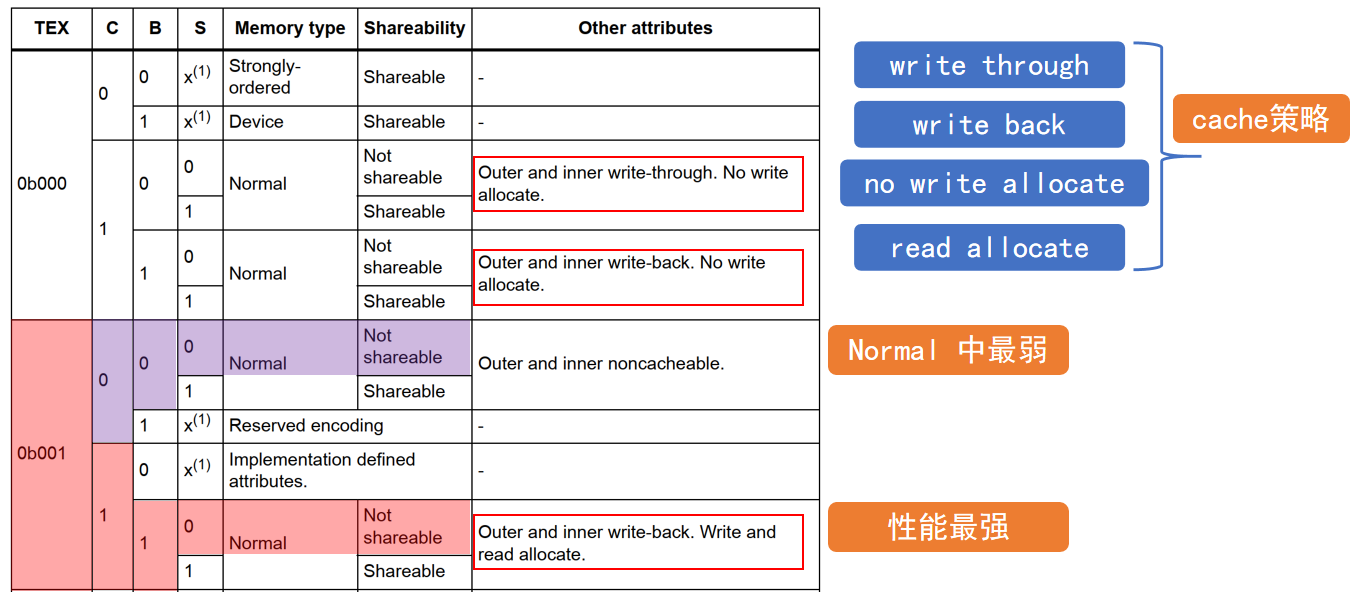 TEX C B S Memory type Shareability Other attributes
0b000 0 0 x(1) Strongly-
ordered Shareable -
1 x(1) Device Shareable -
1 0 0 Normal Not
shareable Outer and inner write-through. No write
allocate.
1 Shareable
1 0 Normal Not
shareable Outer and inner write-back. No write
allocate.
1 Shareable
0b001 0 0 0 Normal Not
shareable Outer and inner noncacheable.
1 Shareable
1 x(1) Reserved encoding -
1 0 x(1) Implementation defined
attributes. -
1 0 Normal Not
shareable Outer and inner write-back. Write and
read allocate.
1 Shareable
write through
write back
no write allocate
read allocate
cache策略
Normal 中最弱
性能最强